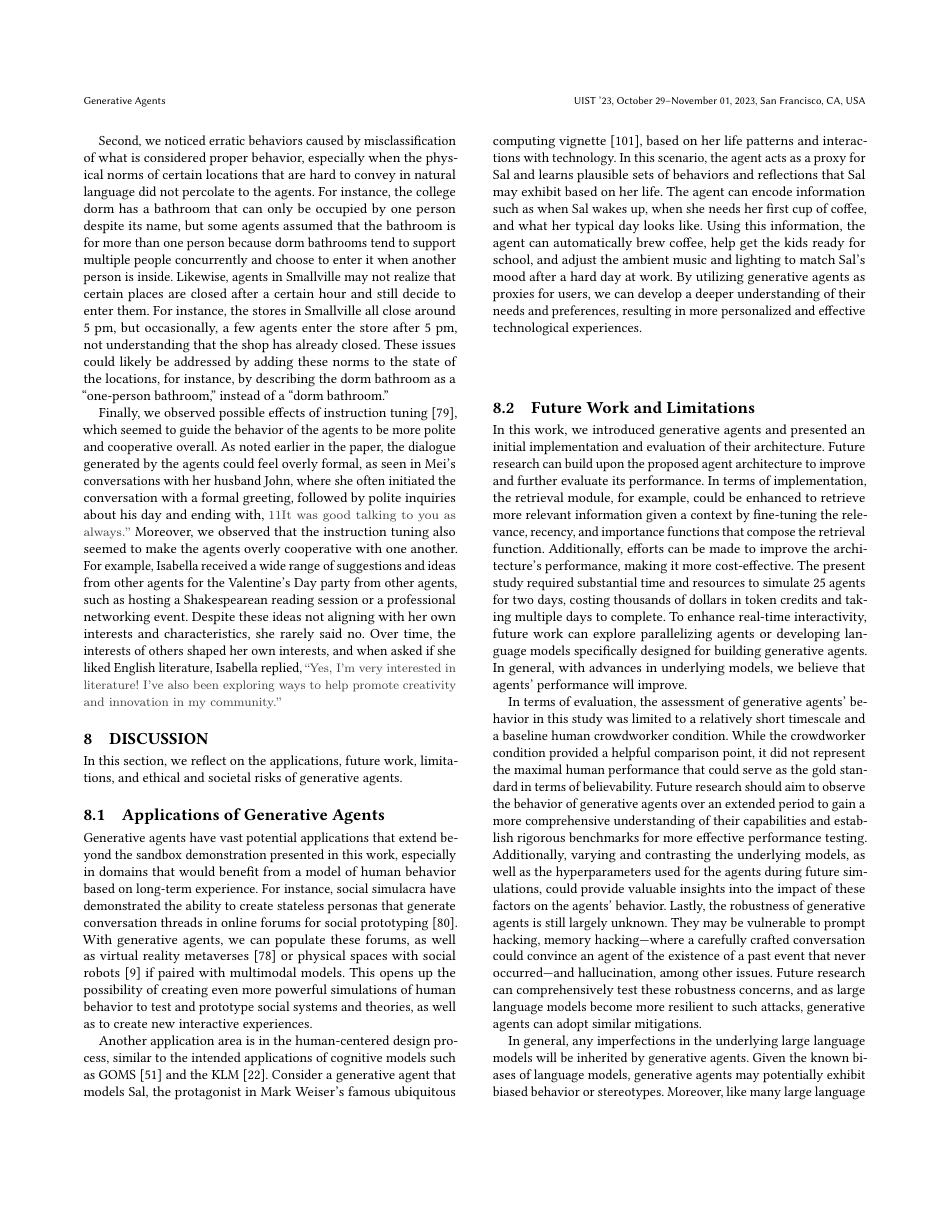 Generative Agents
UIST '23, October 29–November 01, 2023, San Francisco, CA, USA
Second, we noticed erratic behaviors caused by misclassification
of what is considered proper behavior, especially when the phys-
ical norms of certain locations that are hard to convey in natural
language did not percolate to the agents. For instance, the college
dorm has a bathroom that can only be occupied by one person
despite its name, but some agents assumed that the bathroom is
for more than one person because dorm bathrooms tend to support
multiple people concurrently and choose to enter it when another
person is inside. Likewise, agents in Smallville may not realize that
certain places are closed after a certain hour and still decide to
enter them. For instance, the stores in Smallville all close around
5 pm, but occasionally, a few agents enter the store after 5 pm,
not understanding that the shop has already closed. These issues
could likely be addressed by adding these norms to the state of
the locations, for instance, by describing the dorm bathroom as a
“one-person bathroom,” instead of a “dorm bathroom.”
Finally, we observed possible effects of instruction tuning [79],
which seemed to guide the behavior of the agents to be more polite
and cooperative overall. As noted earlier in the paper, the dialogue
generated by the agents could feel overly formal, as seen in Mei’s
conversations with her husband John, where she often initiated the
conversation with a formal greeting, followed by polite inquiries
about his day and ending with, 11It was good talking to you as
always.” Moreover, we observed that the instruction tuning also
seemed to make the agents overly cooperative with one another.
For example, Isabella received a wide range of suggestions and ideas
from other agents for the Valentine’s Day party from other agents,
such as hosting a Shakespearean reading session or a professional
networking event. Despite these ideas not aligning with her own
interests and characteristics, she rarely said no. Over time, the
interests of others shaped her own interests, and when asked if she
liked English literature, Isabella replied, “Yes, I’m very interested in
literature! I’ve also been exploring ways to help promote creativity
and innovation in my community.”
8 DISCUSSION
In this section, we reflect on the applications, future work, limita-
tions, and ethical and societal risks of generative agents.
8.1 Applications of Generative Agents
Generative agents have vast potential applications that extend be-
yond the sandbox demonstration presented in this work, especially
in domains that would benefit from a model of human behavior
based on long-term experience. For instance, social simulacra have
demonstrated the ability to create stateless personas that generate
conversation threads in online forums for social prototyping [80].
With generative agents, we can populate these forums, as well
as virtual reality metaverses [78] or physical spaces with social
robots [9] if paired with multimodal models. This opens up the
possibility of creating even more powerful simulations of human
behavior to test and prototype social systems and theories, as well
as to create new interactive experiences.
Another application area is in the human-centered design pro-
cess, similar to the intended applications of cognitive models such
as GOMS [51] and the KLM [22]. Consider a generative agent that
models Sal, the protagonist in Mark Weiser’s famous ubiquitous
computing vignette [101], based on her life patterns and interac-
tions with technology. In this scenario, the agent acts as a proxy for
Sal and learns plausible sets of behaviors and reflections that Sal
may exhibit based on her life. The agent can encode information
such as when Sal wakes up, when she needs her first cup of coffee,
and what her typical day looks like. Using this information, the
agent can automatically brew coffee, help get the kids ready for
school, and adjust the ambient music and lighting to match Sal’s
mood after a hard day at work. By utilizing generative agents as
proxies for users, we can develop a deeper understanding of their
needs and preferences, resulting in more personalized and effective
technological experiences.
8.2 Future Work and Limitations
In this work, we introduced generative agents and presented an
initial implementation and evaluation of their architecture. Future
research can build upon the proposed agent architecture to improve
and further evaluate its performance. In terms of implementation,
the retrieval module, for example, could be enhanced to retrieve
more relevant information given a context by fine-tuning the rele-
vance, recency, and importance functions that compose the retrieval
function. Additionally, efforts can be made to improve the archi-
tecture’s performance, making it more cost-effective. The present
study required substantial time and resources to simulate 25 agents
for two days, costing thousands of dollars in token credits and tak-
ing multiple days to complete. To enhance real-time interactivity,
future work can explore parallelizing agents or developing lan-
guage models specifically designed for building generative agents.
In general, with advances in underlying models, we believe that
agents’ performance will improve.
In terms of evaluation, the assessment of generative agents’ be-
havior in this study was limited to a relatively short timescale and
a baseline human crowdworker condition. While the crowdworker
condition provided a helpful comparison point, it did not represent
the maximal human performance that could serve as the gold stan-
dard in terms of believability. Future research should aim to observe
the behavior of generative agents over an extended period to gain a
more comprehensive understanding of their capabilities and estab-
lish rigorous benchmarks for more effective performance testing.
Additionally, varying and contrasting the underlying models, as
well as the hyperparameters used for the agents during future sim-
ulations, could provide valuable insights into the impact of these
factors on the agents’ behavior. Lastly, the robustness of generative
agents is still largely unknown. They may be vulnerable to prompt
hacking, memory hacking—where a carefully crafted conversation
could convince an agent of the existence of a past event that never
occurred—and hallucination, among other issues. Future research
can comprehensively test these robustness concerns, and as large
language models become more resilient to such attacks, generative
agents can adopt similar mitigations.
In general, any imperfections in the underlying large language
models will be inherited by generative agents. Given the known bi-
ases of language models, generative agents may potentially exhibit
biased behavior or stereotypes. Moreover, like many large language